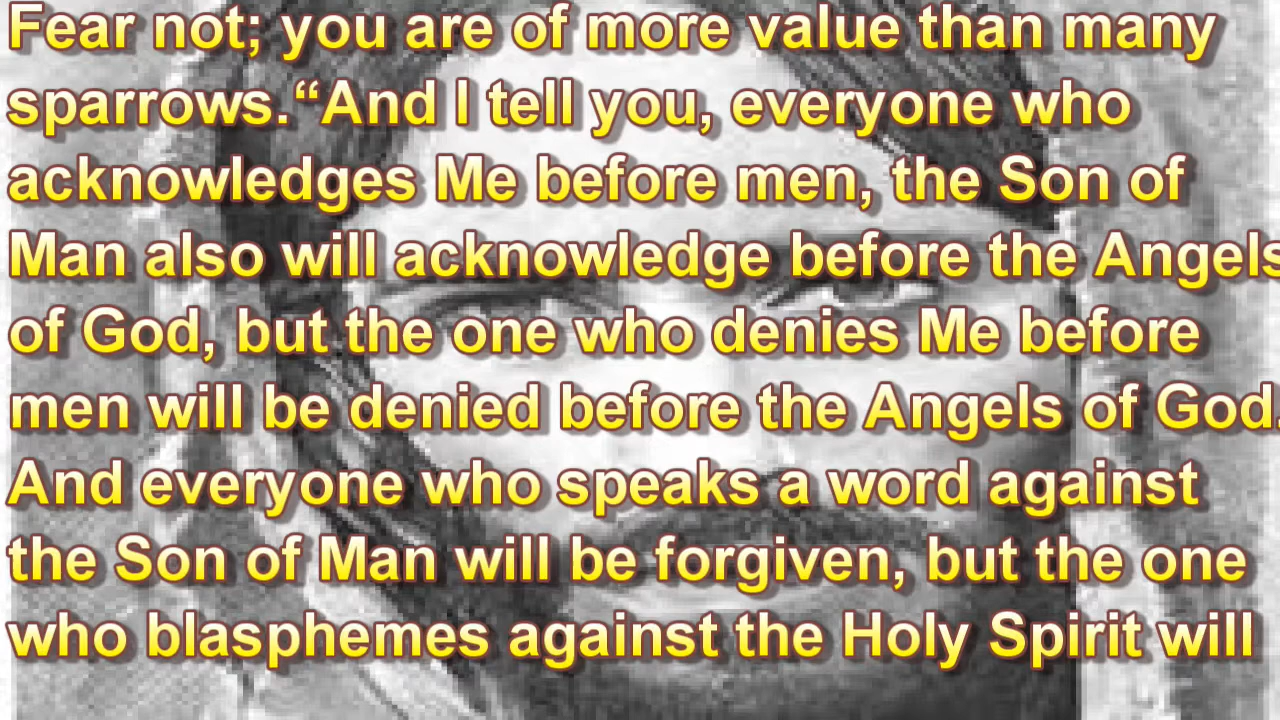 Fear not; you are of more value than many
sparrows.“And I tell you, everyone who
acknowledges Me before men, the Son of
Man also will acknowledge before the Angels
of God, but the one who denies Me before
men will be denied before the Angels of God.
And everyone who speaks a word against
the Son of Man will be forgiven, but the one
who blasphemes against the Holy Spirit will